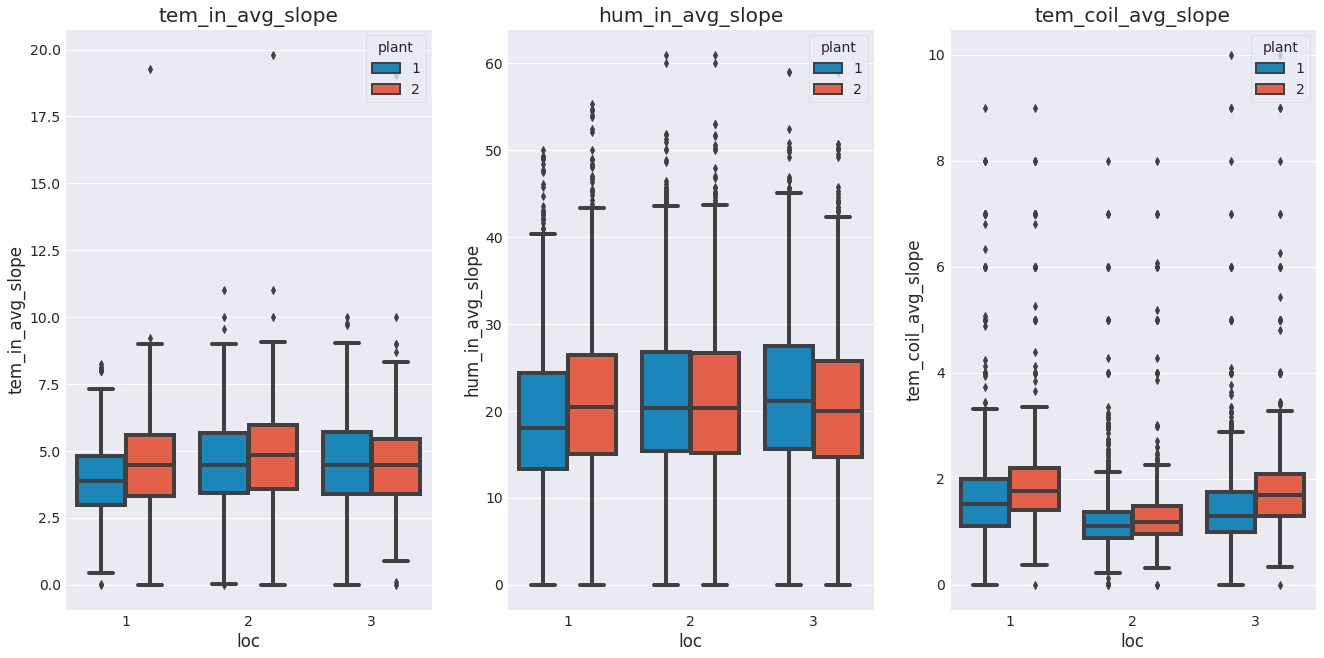 tem_in_avg_slope
tem_in_avg_slope
20.0
17.5
15.0
12.5
10.0
7.5
5.0
2.5
0.0
plant
1
2
1 2 3
loc
hum_in_avg_slope
hum_in_avg_slope
60
50
40
30
20
10
0
plant
1
2
1 2 3
loc
tem_coil_avg_slope
tem_coil_avg_slope
10
8
6
4
2
0
plant
1
2
1 2 3
loc